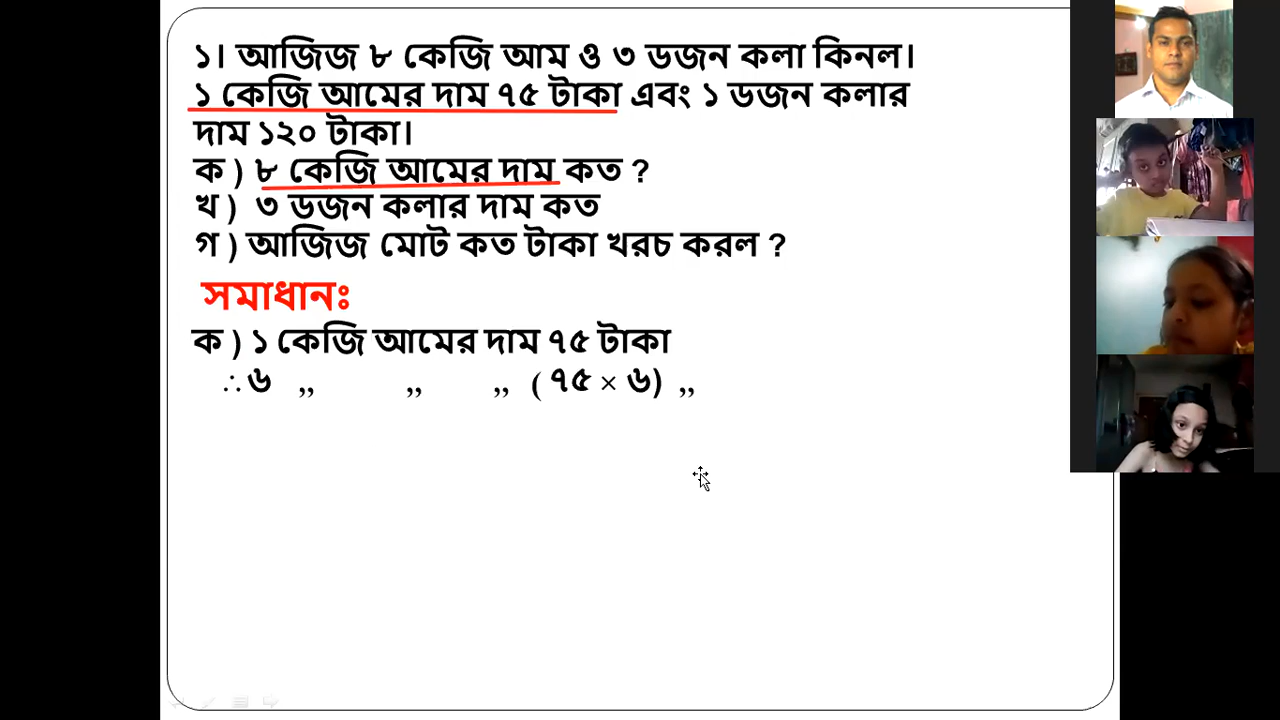 ১। আজিজ ৮ কেজি আম ও ৩ ডজন কলা কিনল।
১ কেজি আমের দাম ৭৫ টাকা এবং ১ ডজন কলার
দাম ১২০ টাকা।
ক ) ৮ কেজি আমের দাম কত ?
খ ) ৩ ডজন কলার দাম কত
গ ) আজিজ মোট কত টাকা খরচ করল ?
সমাধানঃ
ক ) ১ কেজি আমের দাম ৭৫ টাকা
∴ ৬ ,, ,, ,, ( ৭৫ × ৬) ,,